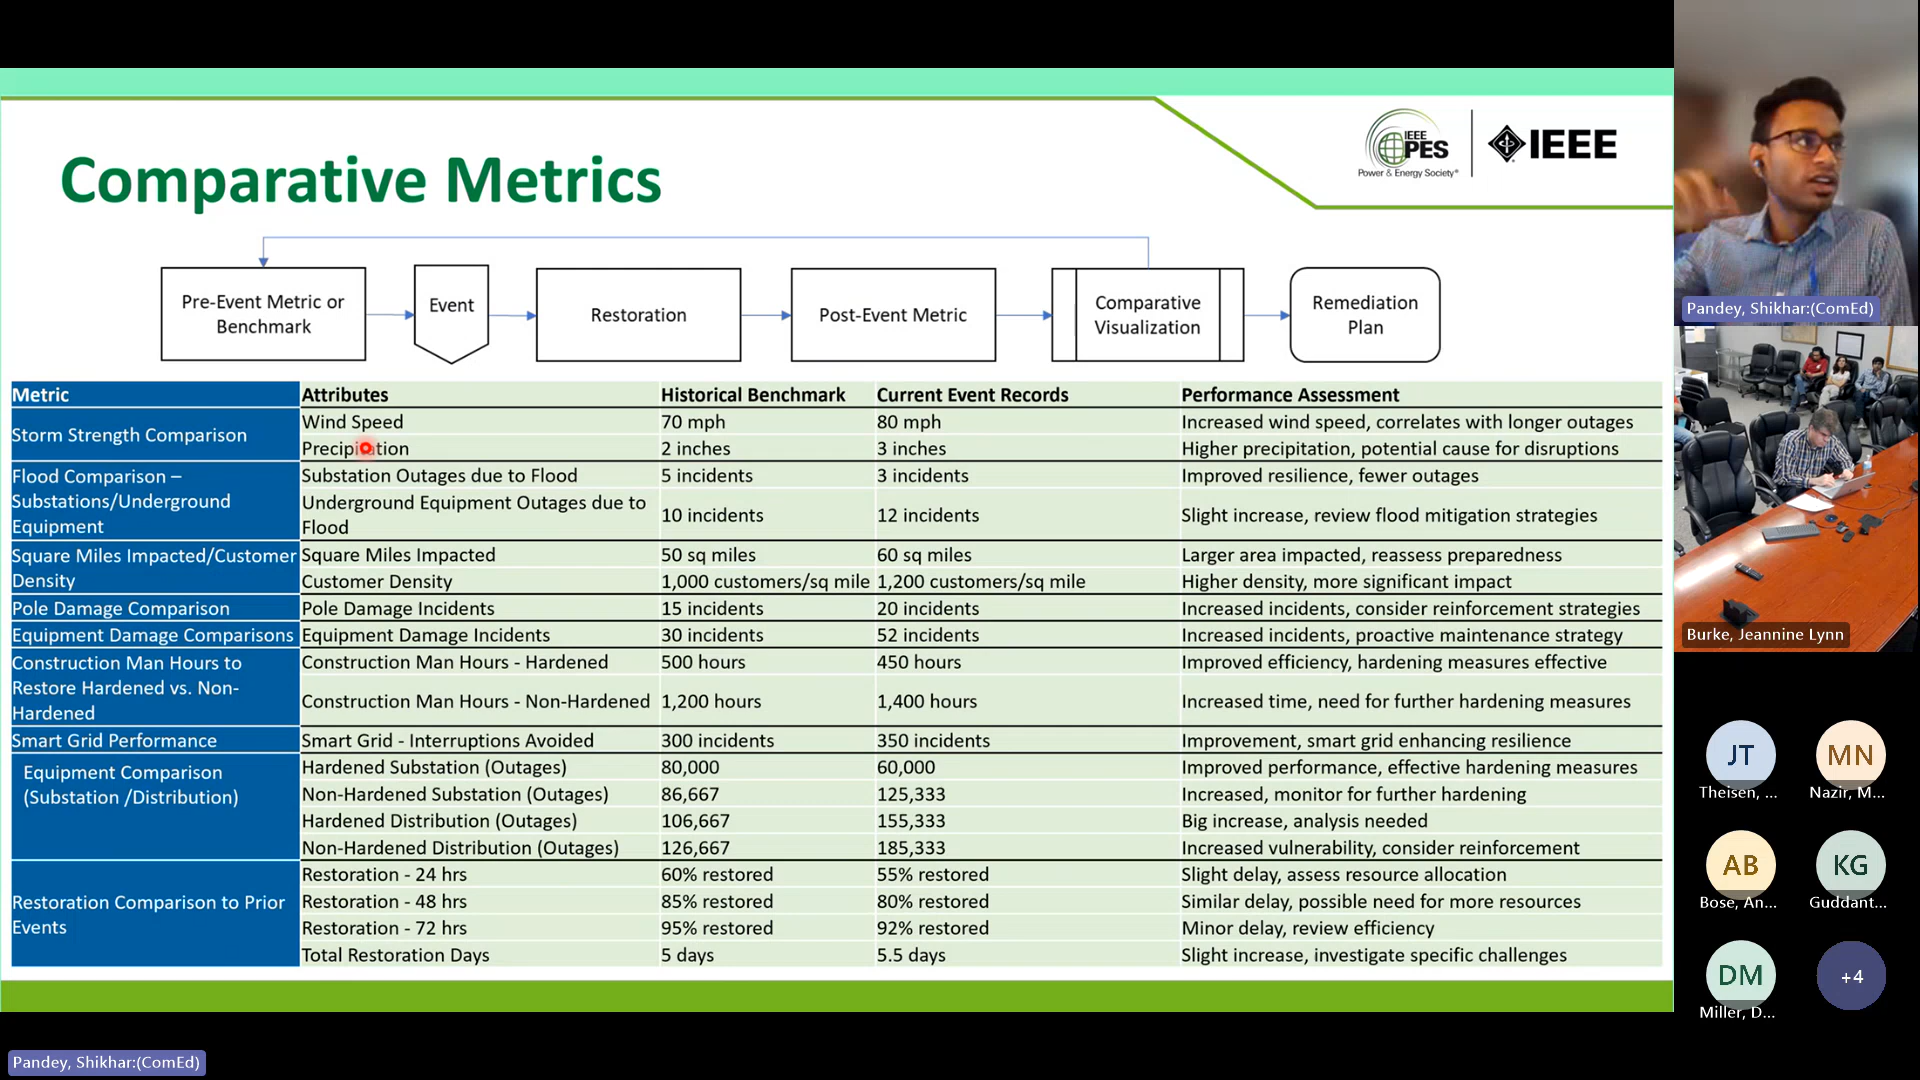 Comparative Metrics
IEEE
PES
Power & Energy Society®
IEEE
Pre-Event Metric or
Benchmark
Event
Restoration
Post-Event Metric
Comparative
Visualization
Remediation
Plan
Metric Attributes Historical Benchmark Current Event Records Performance Assessment
Storm Strength Comparison
Wind Speed 70 mph 80 mph Increased wind speed, correlates with longer outages
Precipitation 2 inches 3 inches Higher precipitation, potential cause for disruptions
Flood Comparison –
Substations/Underground
Equipment
Substation Outages due to Flood 5 incidents 3 incidents Improved resilience, fewer outages
Underground Equipment Outages due to
Flood
10 incidents 12 incidents Slight increase, review flood mitigation strategies
Square Miles Impacted/Customer
Density
Square Miles Impacted 50 sq miles 60 sq miles Larger area impacted, reassess preparedness
Customer Density 1,000 customers/sq mile 1,200 customers/sq mile Higher density, more significant impact
Pole Damage Comparison Pole Damage Incidents 15 incidents 20 incidents Increased incidents, consider reinforcement strategies
Equipment Damage Comparisons Equipment Damage Incidents 30 incidents 52 incidents Increased incidents, proactive maintenance strategy
Construction Man Hours to
Restore Hardened vs. Non-
Hardened
Construction Man Hours - Hardened 500 hours 450 hours Improved efficiency, hardening measures effective
Construction Man Hours - Non-Hardened 1,200 hours 1,400 hours Increased time, need for further hardening measures
Smart Grid Performance Smart Grid - Interruptions Avoided 300 incidents 350 incidents Improvement, smart grid enhancing resilience
Equipment Comparison
(Substation /Distribution)
Hardened Substation (Outages) 80,000 60,000 Improved performance, effective hardening measures
Non-Hardened Substation (Outages) 86,667 125,333 Increased, monitor for further hardening
Hardened Distribution (Outages) 106,667 155,333 Big increase, analysis needed
Non-Hardened Distribution (Outages) 126,667 185,333 Increased vulnerability, consider reinforcement
Restoration Comparison to Prior
Events
Restoration - 24 hrs 60% restored 55% restored Slight delay, assess resource allocation
Restoration - 48 hrs 85% restored 80% restored Similar delay, possible need for more resources
Restoration - 72 hrs 95% restored 92% restored Minor delay, review efficiency
Total Restoration Days 5 days 5.5 days Slight increase, investigate specific challenges
Pandey, Shikhar:(ComEd)
Pandey, Shikhar:(ComEd)
Burke, Jeannine Lynn
JT
Theisen, ...
MN
Nazir, M...
AB
Bose, An...
KG
Guddant...
DM
Miller, D...
+4